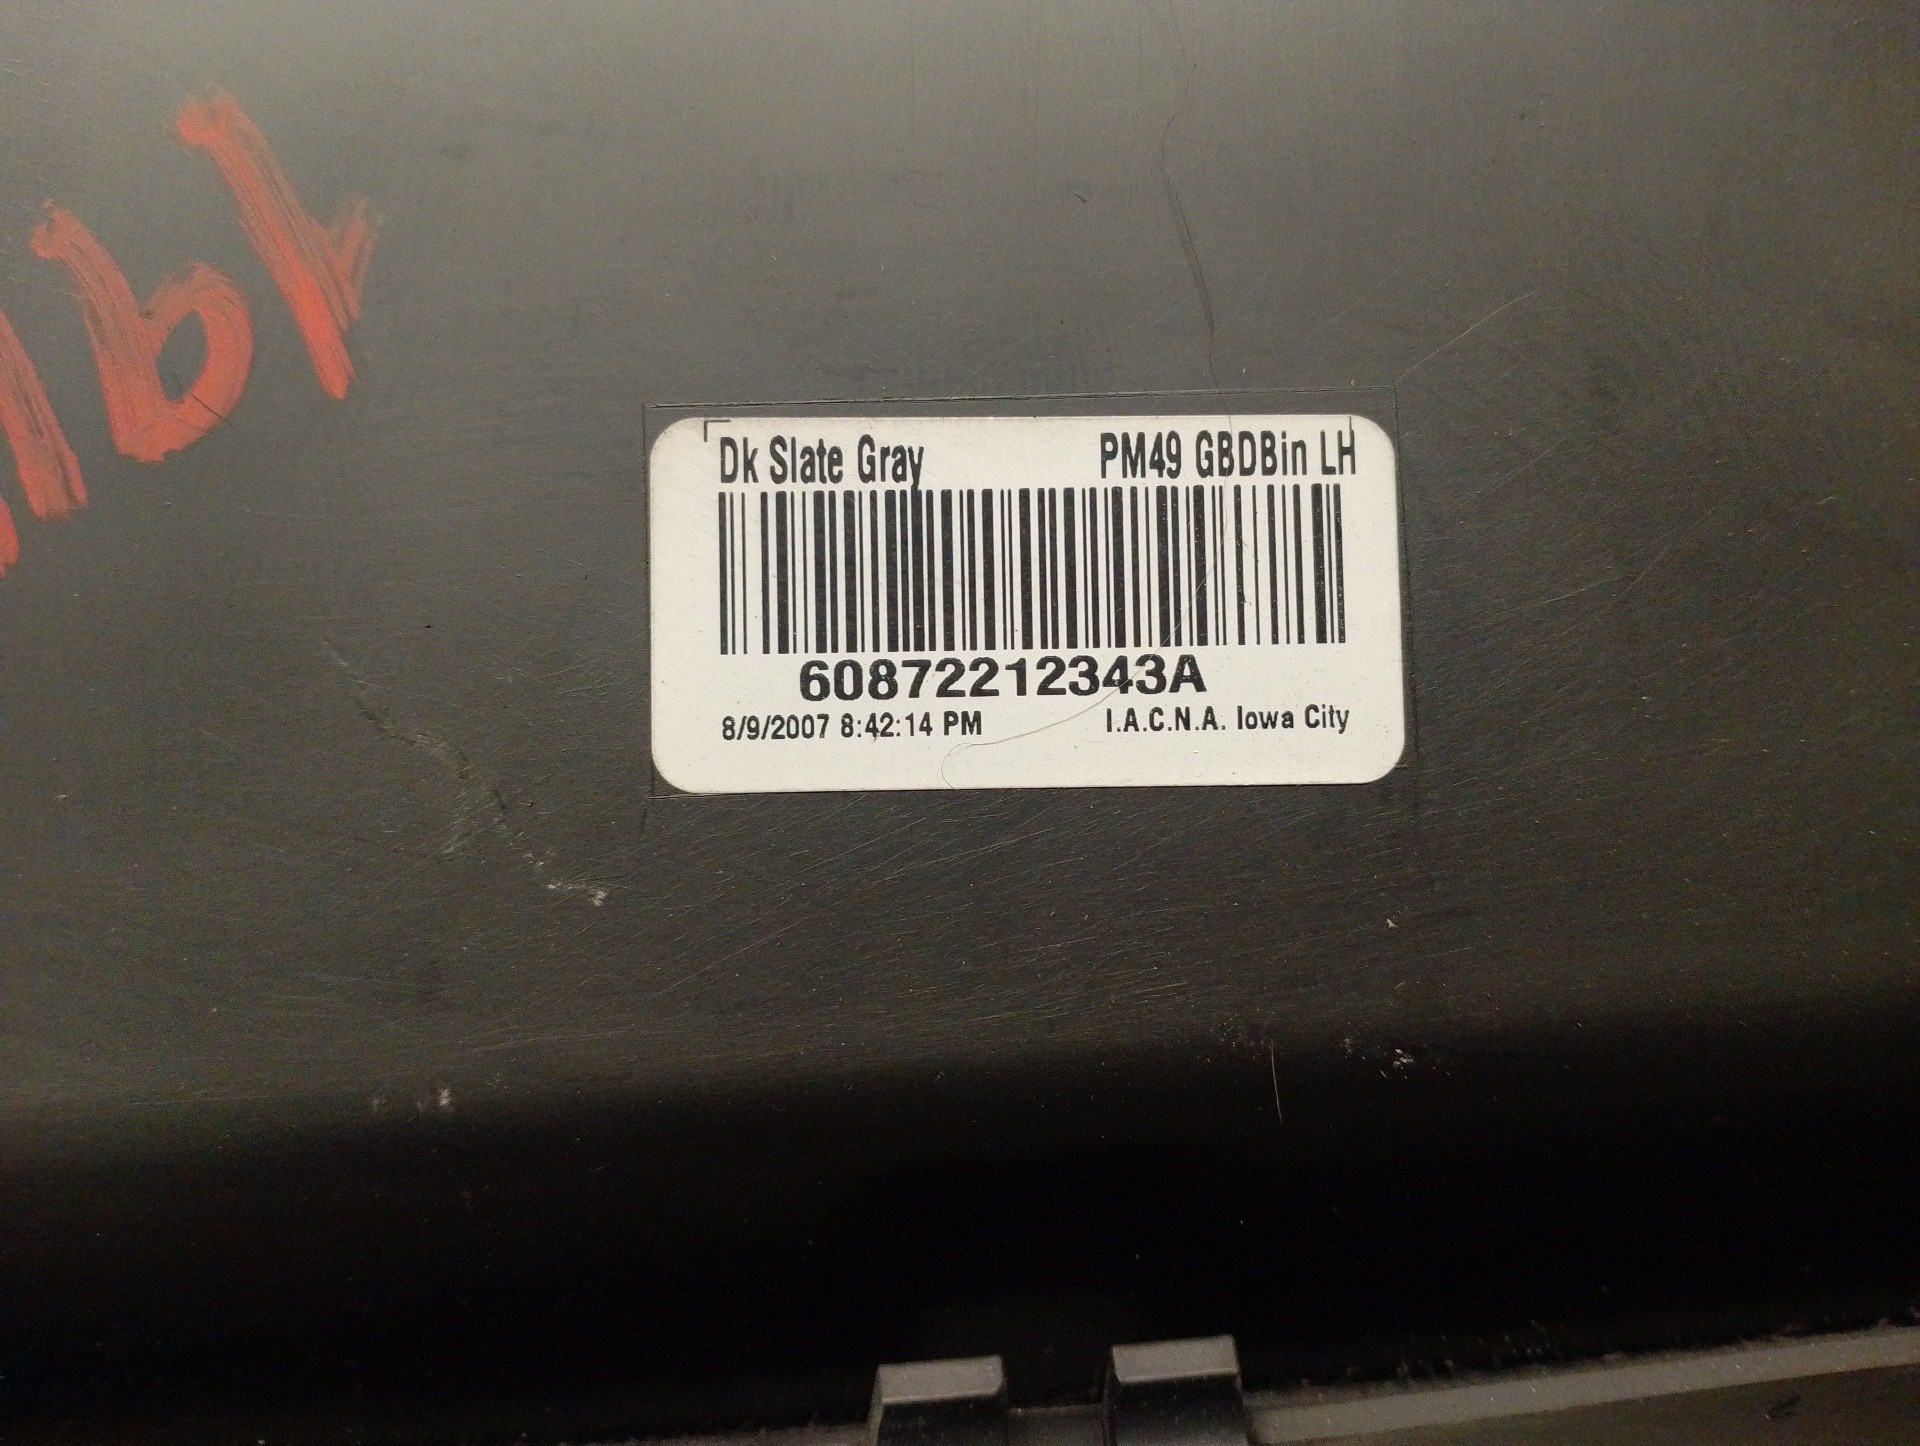 Dk Slate Gray PM49 GBDBin LH
60872212343A
8/9/2007 8:42:14 PM I.A.C.N.A. Iowa City